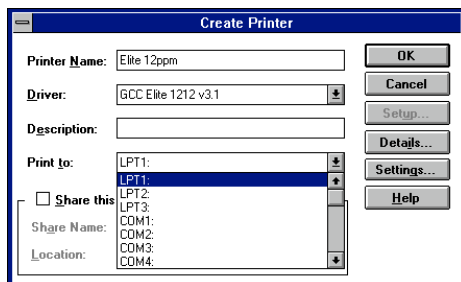 Create Printer
Printer Name: Elite 12ppm
OK
Driver: GCC Elite 1212 v3.1
Cancel
Setup...
Description:
Details...
Print to: LPT1:
Settings...
LPT1:
LPT2:
Share this
Help
LPT3:
Share Name:
COM1:
COM2:
Location:
COM3:
COM4: